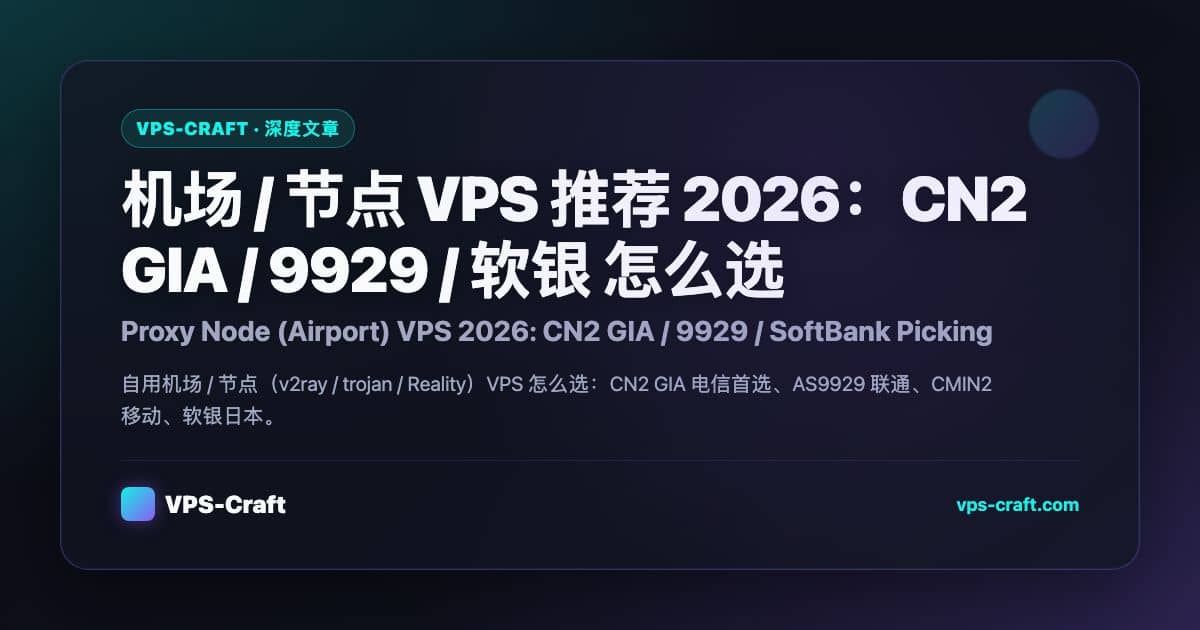 VPS-CRAFT · 深度文章
机场 / 节点 VPS 推荐 2026：CN2
GIA / 9929 / 软银 怎么选
Proxy Node (Airport) VPS 2026: CN2 GIA / 9929 / SoftBank Picking
自用机场 / 节点（v2ray / trojan / Reality）VPS 怎么选：CN2 GIA 电信首选、AS9929 联通、CMIN2
移动、软银日本。
VPS-Craft
vps-craft.com